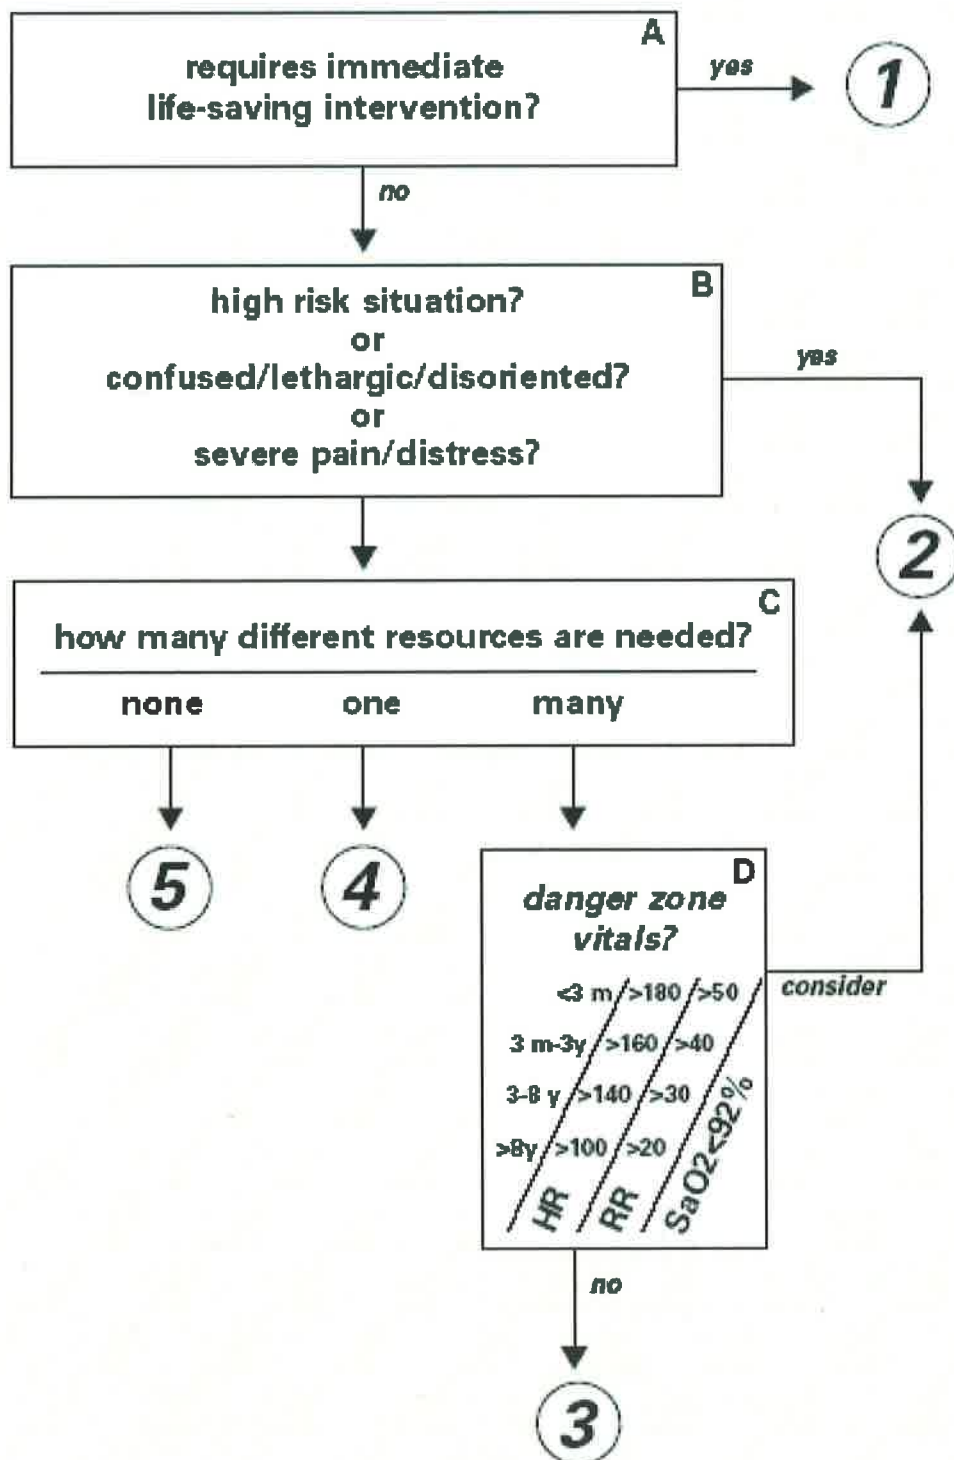 A
requires immediate
life-saving intervention?
yes
1
no
B
high risk situation?
or
confused/lethargic/disoriented?
or
severe pain/distress?
yes
2
C
how many different resources are needed?
none one many
5 4
D
danger zone
vitals?
<3 m >180 >50
3 m-3y >160 >40
3-8 y >140 >30
>8y >100 >20
HR RR SaO2<92%
consider
no
3